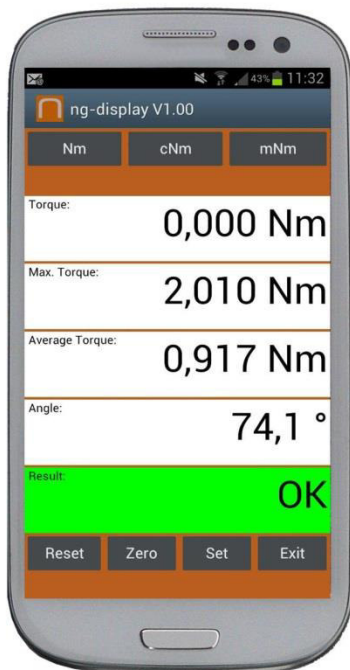 43% 11:32
ng-display V1.00
Nm cNm mNm
Torque:
0,000 Nm
Max. Torque:
2,010 Nm
Average Torque:
0,917 Nm
Angle:
74,1 °
Result:
OK
Reset Zero Set Exit